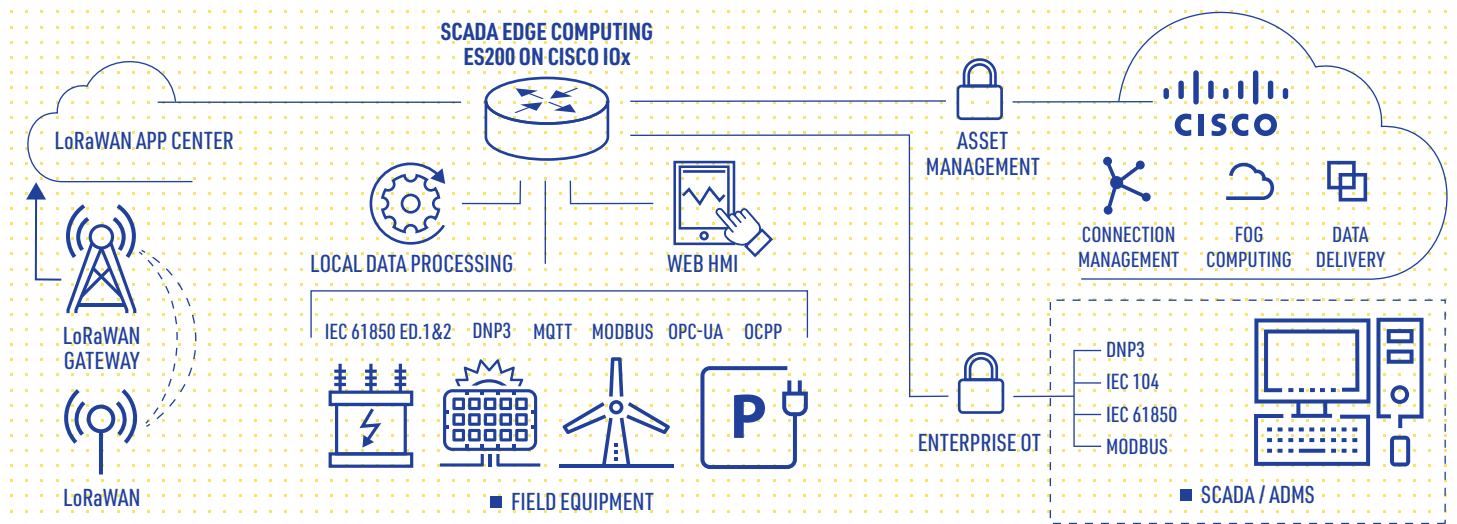 SCADA EDGE COMPUTING
ES200 ON CISCO IOx
LoRaWAN APP CENTER
ASSET
MANAGEMENT
CISCO
CONNECTION
MANAGEMENT
FOG
COMPUTING
DATA
DELIVERY
LOCAL DATA PROCESSING
WEB HMI
LoRaWAN
GATEWAY
LoRaWAN
IEC 61850 ED.1&2 DNP3 MQTT MODBUS OPC-UA OCPP
P
FIELD EQUIPMENT
ENTERPRISE OT
DNP3
IEC 104
IEC 61850
MODBUS
SCADA / ADMS